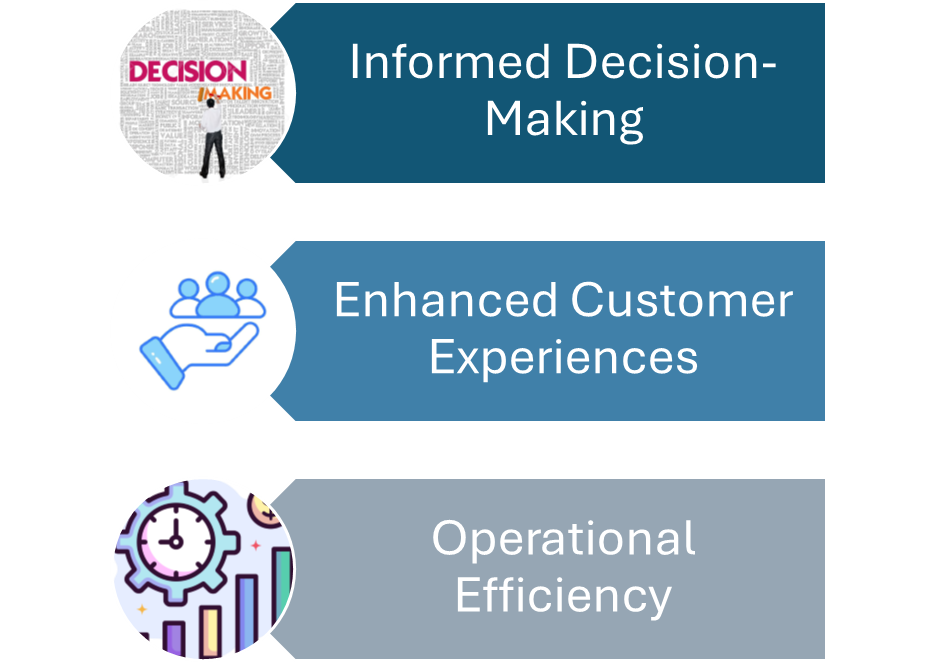 DECISION
MAKING
Informed Decision-
Making
Enhanced Customer
Experiences
Operational
Efficiency